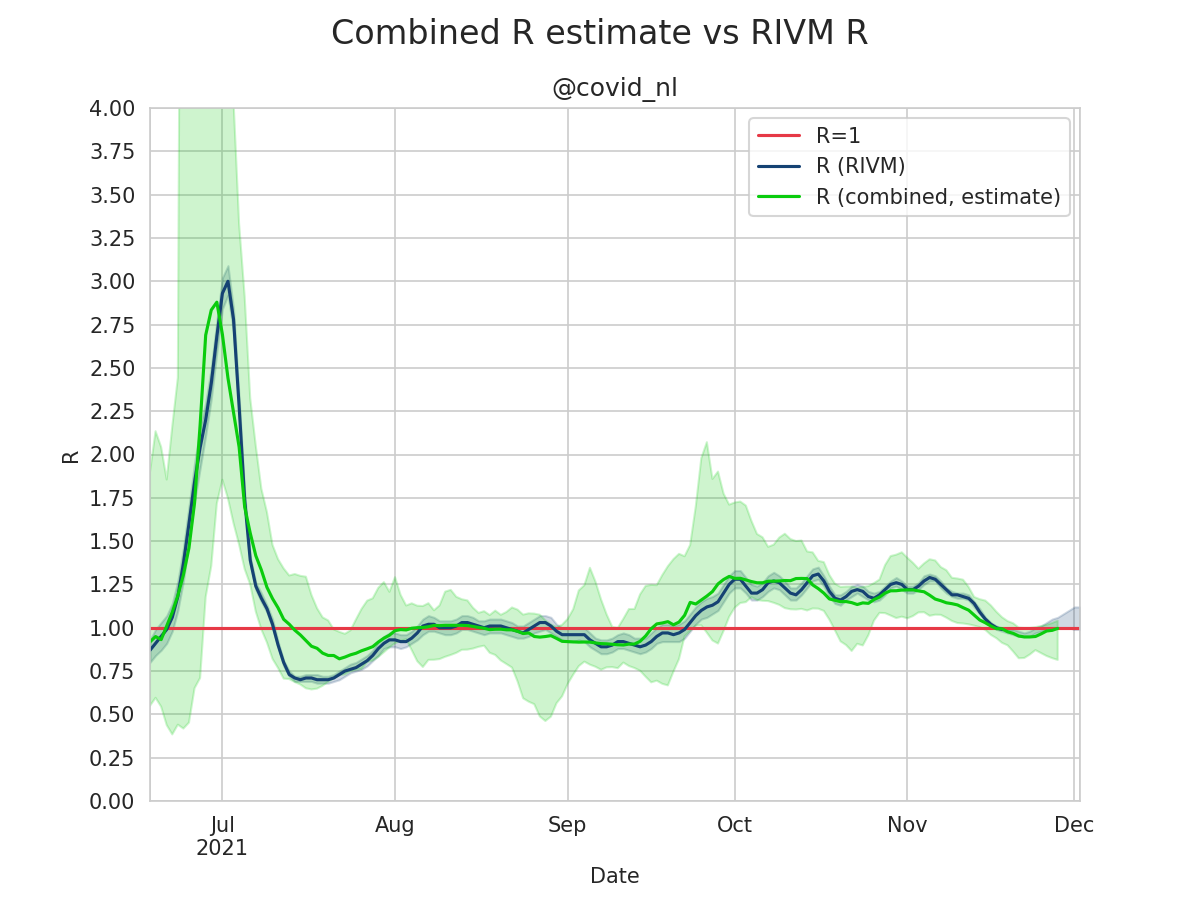 Combined R estimate vs RIVM R
@covid_nl
4.00
3.75
3.50
3.25
3.00
2.75
2.50
2.25
2.00
1.75
1.50
1.25
1.00
0.75
0.50
0.25
0.00
R
R=1
R (RIVM)
R (combined, estimate)
Jul Aug Sep Oct Nov Dec
2021
Date